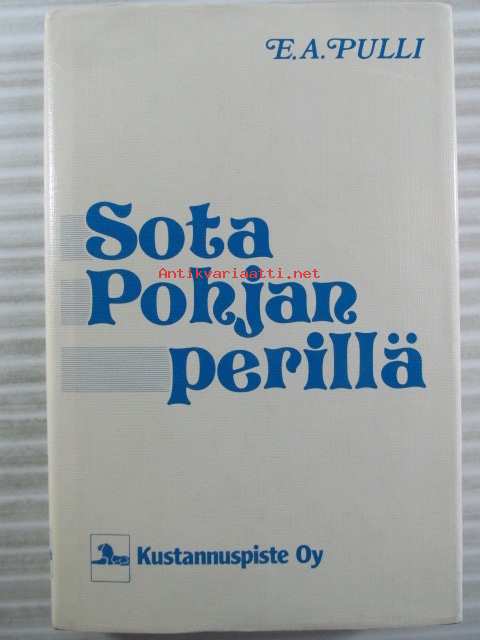 E.A.PULLI
Sota
Antikvariaatti.net
Pohjan
perillä
Kustannuspiste Oy